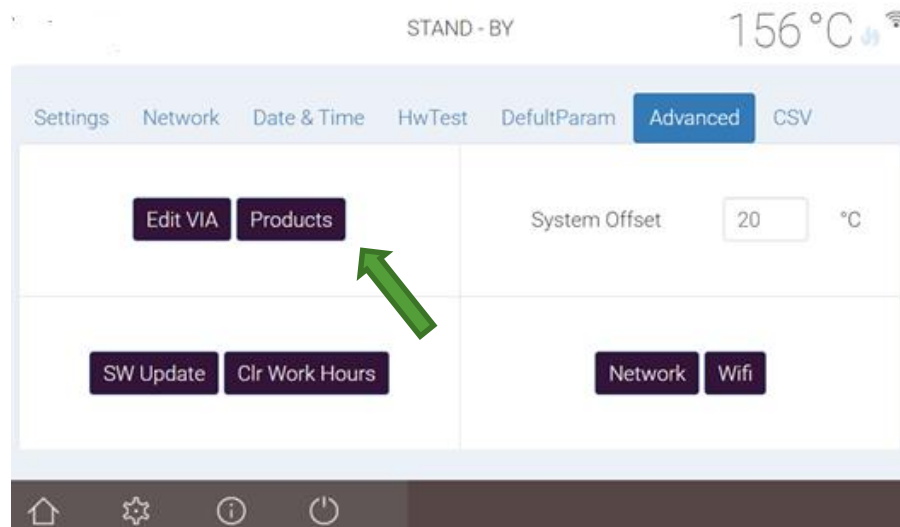 STAND - BY 156°C
Settings Network Date & Time HwTest DefultParam Advanced CSV
Edit VIA Products System Offset 20 °C
SW Update Clr Work Hours Network Wifi